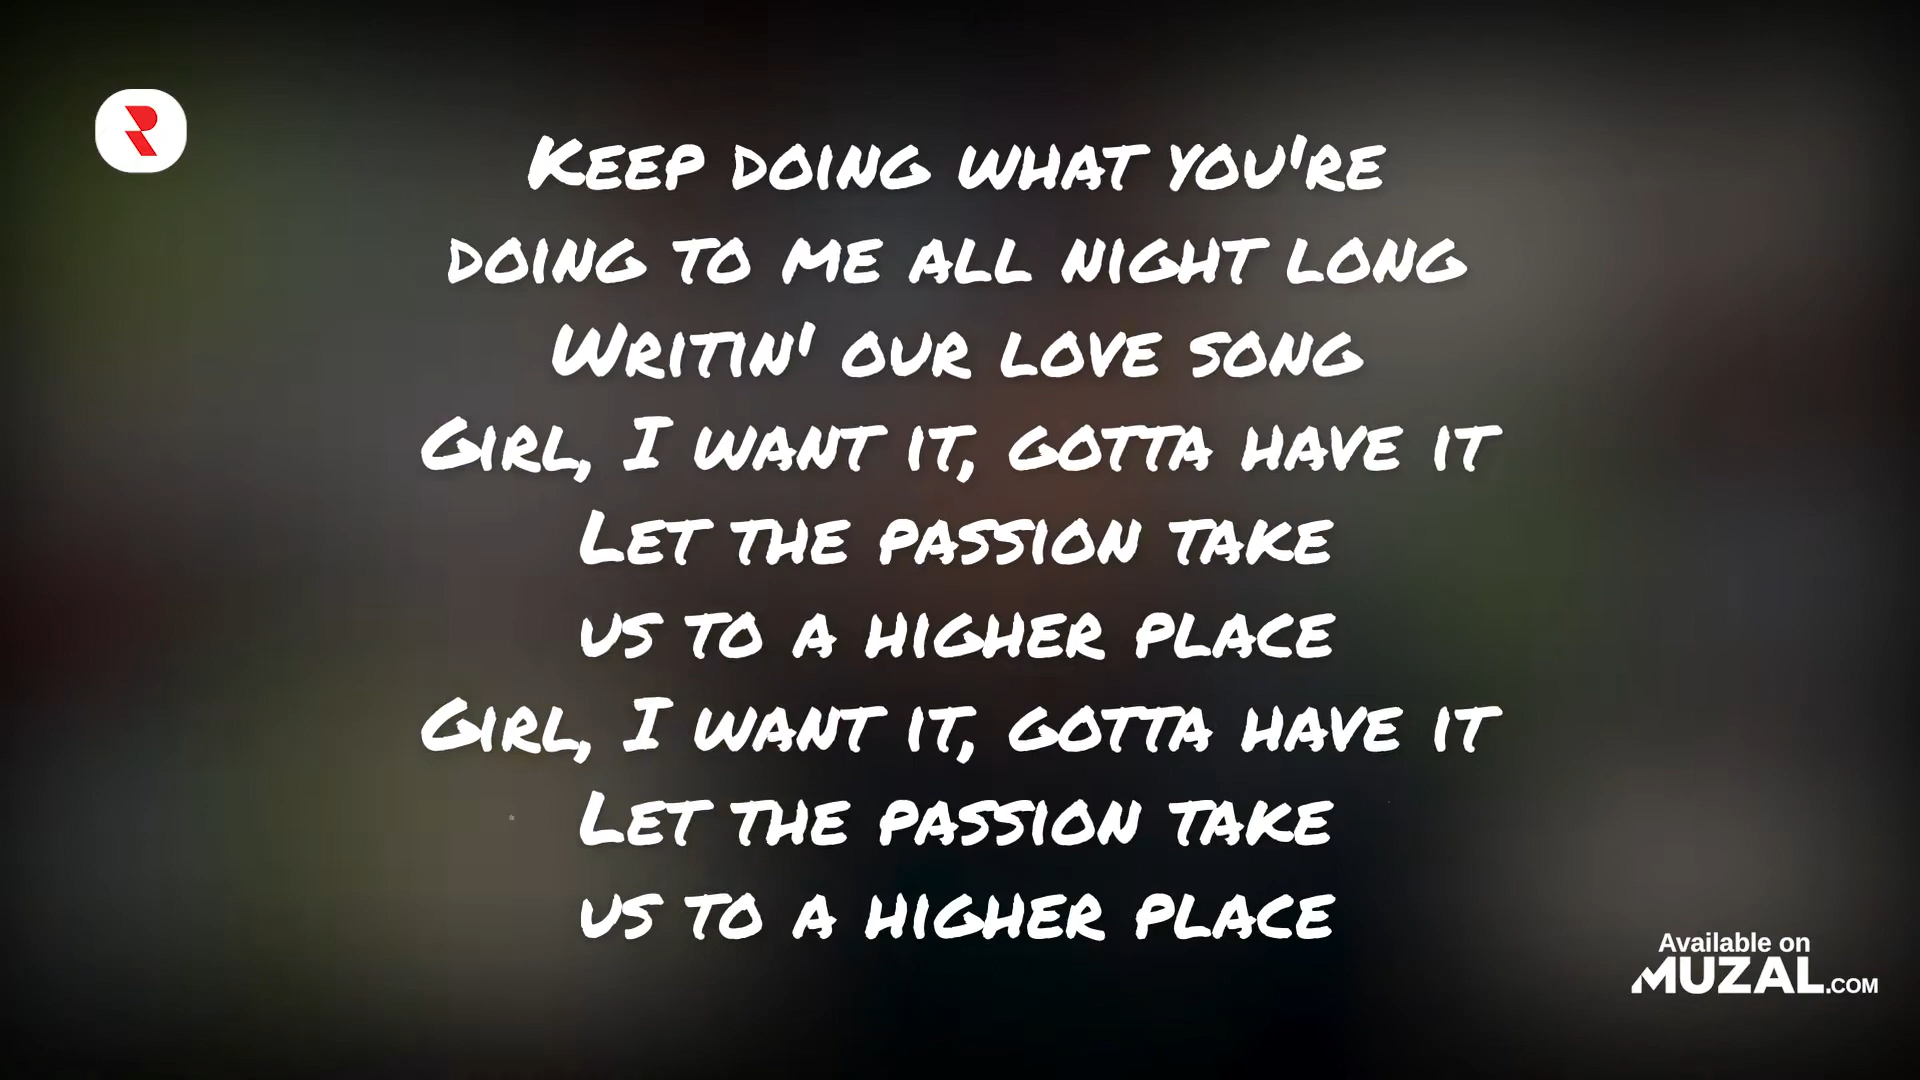 Keep doing what you're
doing to me all night long
Writin' our love song
Girl, I want it, gotta have it
Let the passion take
us to a higher place
Girl, I want it, gotta have it
Let the passion take
us to a higher place
R
Available on
MUZAL.COM